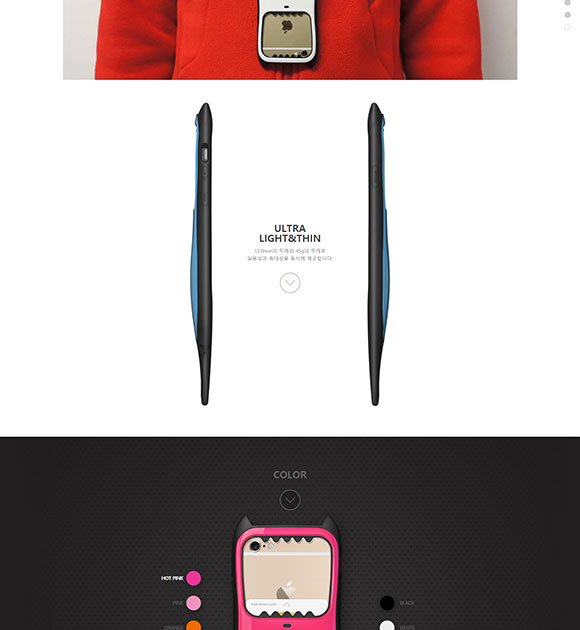 ULTRA
LIGHT&THIN
12.8mm의 두께와 45g의 무게로
실용성과 휴대성을 동시에 제공합니다.
COLOR
HOT PINK
PINK
BLACK
ORANGE
WHITE